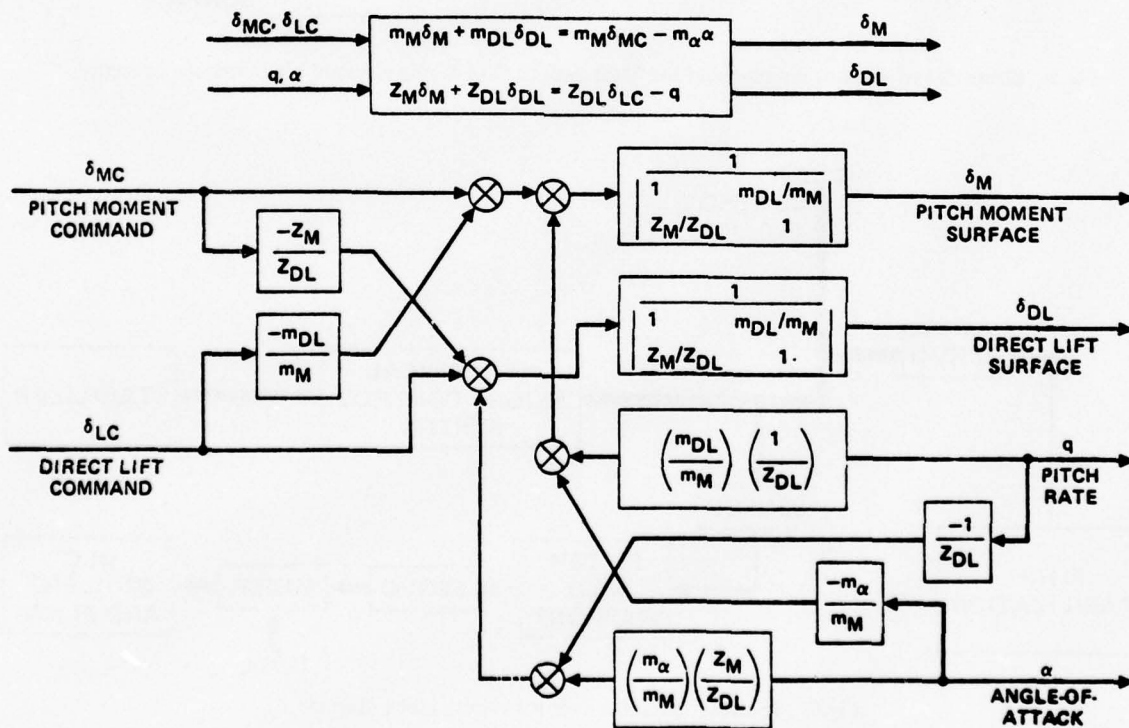 δMC, δLC
mMδM + mDLδDL = mMδMC − mαα
δM
q, α
ZMδM + ZDLδDL = ZDLδLC − q
δDL
δMC
PITCH MOMENT
COMMAND
1
1 mDL/mM
ZM/ZDL 1
δM
PITCH MOMENT
SURFACE
−ZM
ZDL
1
1 mDL/mM
ZM/ZDL 1.
δDL
DIRECT LIFT
SURFACE
−mDL
mM
δLC
DIRECT LIFT
COMMAND
(mDL/mM) (1/ZDL)
q
PITCH
RATE
−1
ZDL
−mα
mM
(mα/mM) (ZM/ZDL)
α
ANGLE-OF-
ATTACK